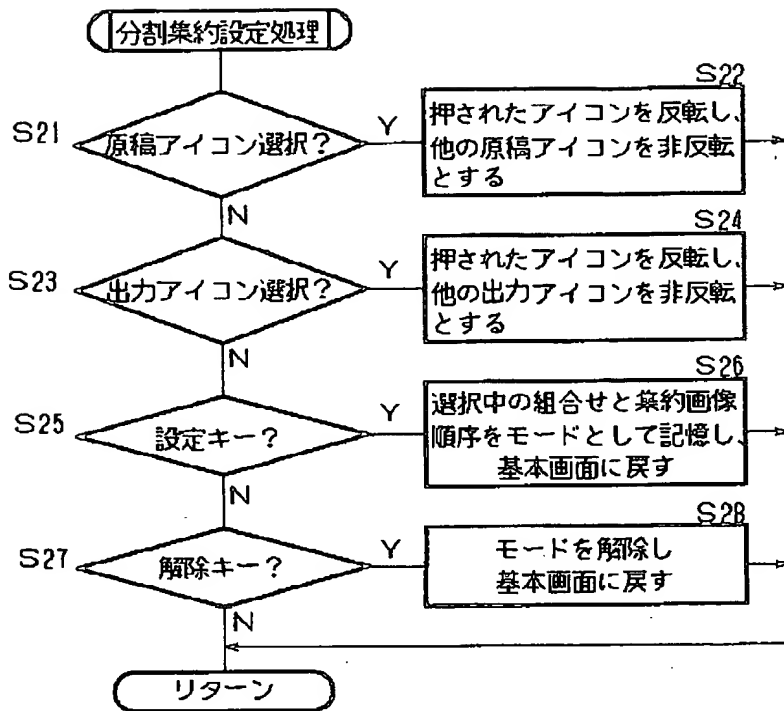 分割集約設定処理
S21
原稿アイコン選択?
Y
N
S22
押されたアイコンを反転し、
他の原稿アイコンを非反転
とする
S23
出力アイコン選択?
Y
N
S24
押されたアイコンを反転し、
他の出力アイコンを非反転
とする
S25
設定キー?
Y
N
S26
選択中の組合せと集約画像
順序をモードとして記憶し、
基本画面に戻す
S27
解除キー?
Y
N
S28
モードを解除し
基本画面に戻す
リターン